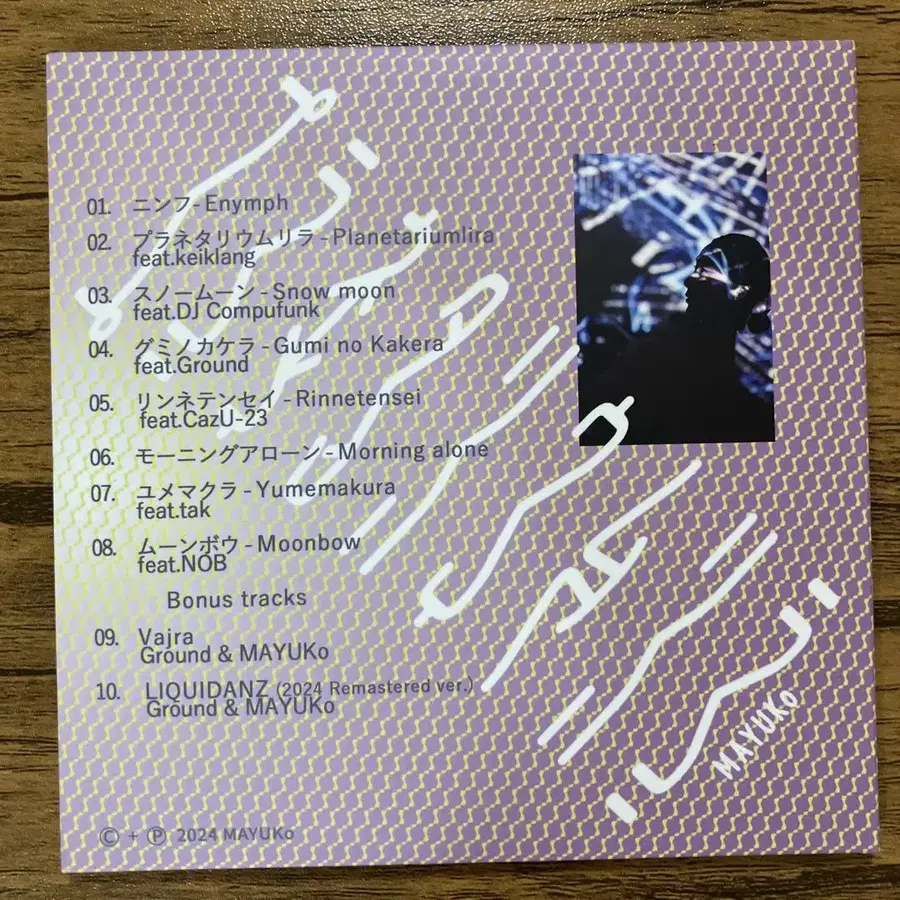 01. ニンフ- Enymph
02. プラネタリウムリラ - Planetariumlira
feat.keiklang
03. スノームーン - Snow moon
feat.DJ Compufunk
04. グミノカケラ - Gumi no Kakera
feat.Ground
05. リンネテンセイ - Rinnetensei
feat.CazU-23
06. モーニングアローン - Morning alone
07. ユメマクラ - Yumemakura
feat.tak
08. ムーンボウ - Moonbow
feat.NOB
Bonus tracks
09. Vajra
Ground & MAYUKo
10. LIQUIDANZ (2024 Remastered ver.)
Ground & MAYUKo
MAYUKo
© + ℗ 2024 MAYUKo